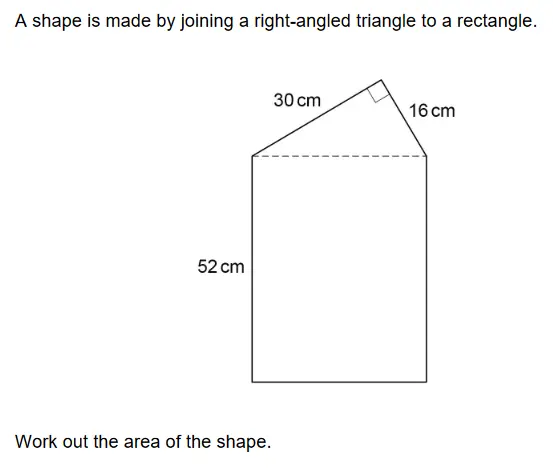 A shape is made by joining a right-angled triangle to a rectangle.
30 cm
16 cm
52 cm
Work out the area of the shape.